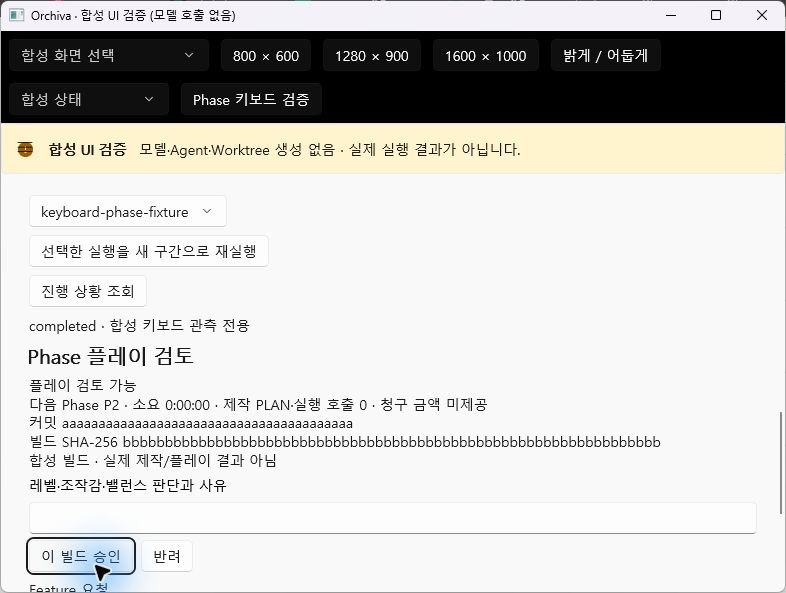 Orchiva · 합성 UI 검증 (모델 호출 없음)
합성 화면 선택
800 × 600
1280 × 900
1600 × 1000
밝게 / 어둡게
합성 상태
Phase 키보드 검증
합성 UI 검증 모델·Agent·Worktree 생성 없음 · 실제 실행 결과가 아닙니다.
keyboard-phase-fixture
선택한 실행을 새 구간으로 재실행
진행 상황 조회
completed · 합성 키보드 관측 전용
Phase 플레이 검토
플레이 검토 가능
다음 Phase P2 · 소요 0:00:00 · 제작 PLAN·실행 호출 0 · 청구 금액 미제공
커밋 aaaaaaaaaaaaaaaaaaaaaaaaaaaaaaaaaaaaaaaa
빌드 SHA-256 bbbbbbbbbbbbbbbbbbbbbbbbbbbbbbbbbbbbbbbbbbbbbbbbbbbbbbbbbbbbbbbb
합성 빌드 · 실제 제작/플레이 결과 아님
레벨·조작감·밸런스 판단과 사유
이 빌드 승인
반려
Feature 요청